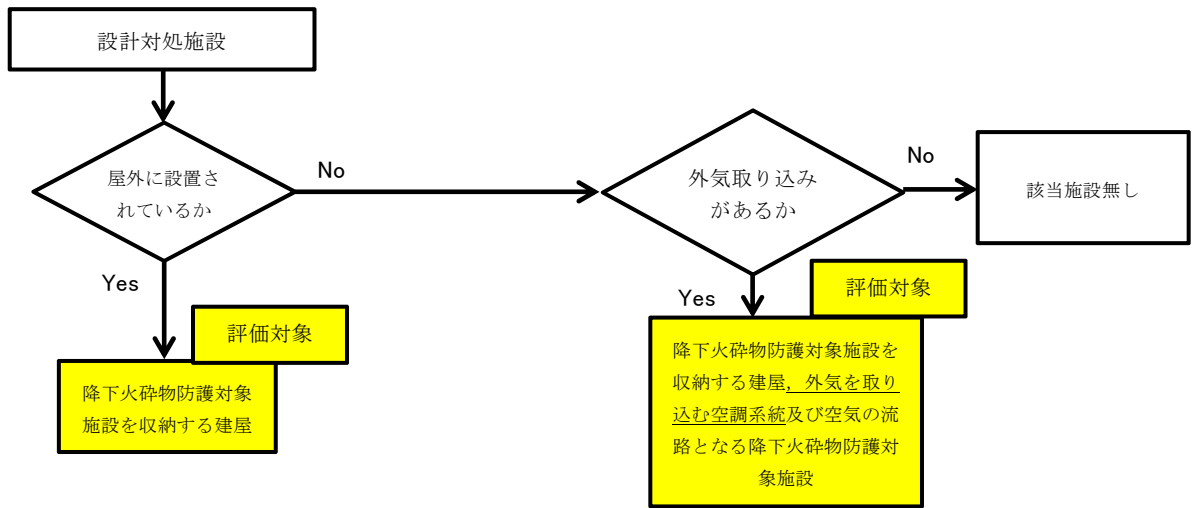 設計対処施設
屋外に設置さ
れているか
No
Yes
評価対象
降下火砕物防護対象
施設を収納する建屋
外気取り込み
があるか
No
該当施設無し
Yes
評価対象
降下火砕物防護対象施設を
収納する建屋，外気を取り
込む空調系統及び空気の流
路となる降下火砕物防護対
象施設